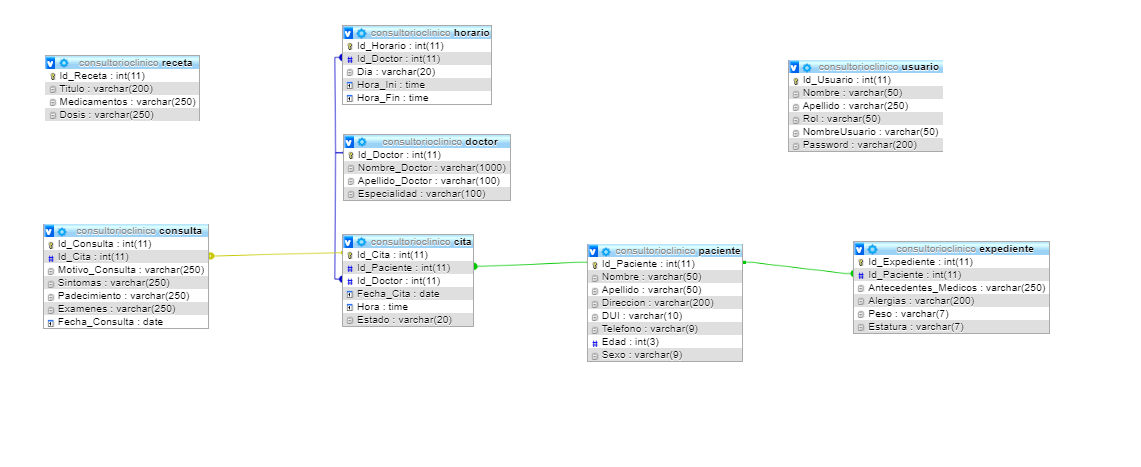 consultorioclinico receta
Id_Receta : int(11)
Titulo : varchar(200)
Medicamentos : varchar(250)
Dosis : varchar(250)
consultorioclinico horario
Id_Horario : int(11)
Id_Doctor : int(11)
Dia : varchar(20)
Hora_Ini : time
Hora_Fin : time
consultorioclinico usuario
Id_Usuario : int(11)
Nombre : varchar(50)
Apellido : varchar(250)
Rol : varchar(50)
NombreUsuario : varchar(50)
Password : varchar(200)
consultorioclinico doctor
Id_Doctor : int(11)
Nombre_Doctor : varchar(1000)
Apellido_Doctor : varchar(100)
Especialidad : varchar(100)
consultorioclinico consulta
Id_Consulta : int(11)
Id_Cita : int(11)
Motivo_Consulta : varchar(250)
Sintomas : varchar(250)
Padecimiento : varchar(250)
Examenes : varchar(250)
Fecha_Consulta : date
consultorioclinico cita
Id_Cita : int(11)
Id_Paciente : int(11)
Id_Doctor : int(11)
Fecha_Cita : date
Hora : time
Estado : varchar(20)
consultorioclinico paciente
Id_Paciente : int(11)
Nombre : varchar(50)
Apellido : varchar(50)
Direccion : varchar(200)
DUI : varchar(10)
Telefono : varchar(9)
Edad : int(3)
Sexo : varchar(9)
consultorioclinico expediente
Id_Expediente : int(11)
Id_Paciente : int(11)
Antecedentes_Medicos : varchar(250)
Alergias : varchar(200)
Peso : varchar(7)
Estatura : varchar(7)